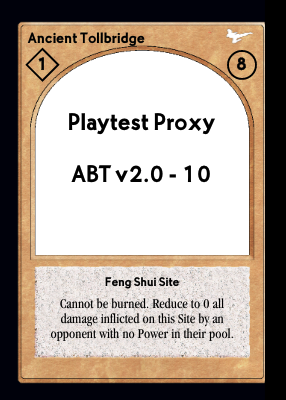 Ancient Tollbridge
1
8
Playtest Proxy
ABT v2.0 - 10
Feng Shui Site
Cannot be burned. Reduce to 0 all
damage inflicted on this Site by an
opponent with no Power in their pool.